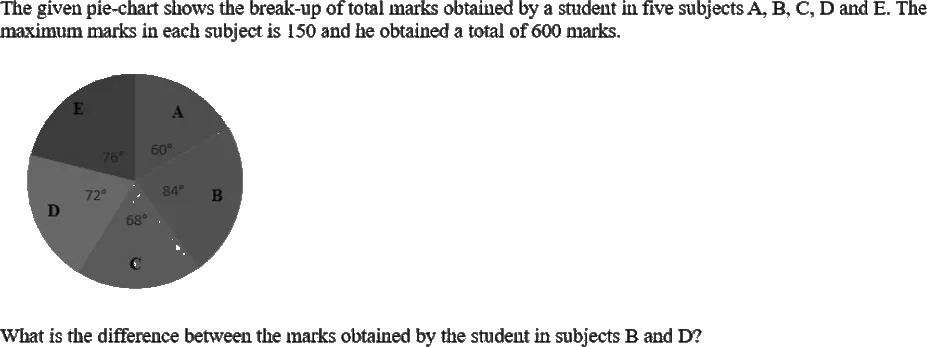 The given pie-chart shows the break-up of total marks obtained by a student in five subjects A, B, C, D and E. The
maximum marks in each subject is 150 and he obtained a total of 600 marks.
E
A
76°
60°
72°
84°
B
D
68°
C
What is the difference between the marks obtained by the student in subjects B and D?